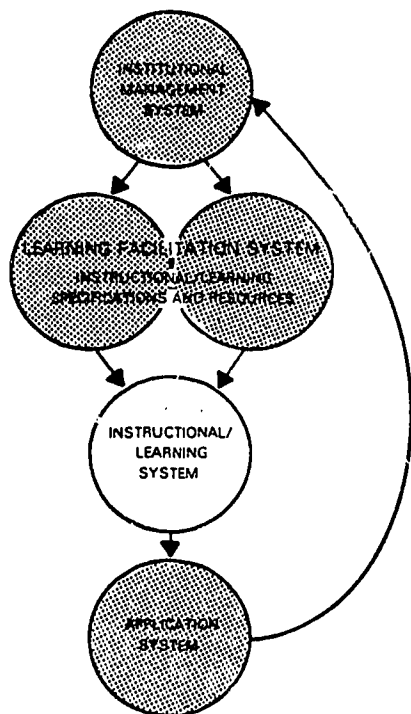 INSTITUTIONAL
MANAGEMENT
SYSTEM
LEARNING FACILITATION SYSTEM
INSTRUCTIONAL/LEARNING
SPECIFICATIONS AND RESOURCES
INSTRUCTIONAL/
LEARNING
SYSTEM
APPLICATION
SYSTEM